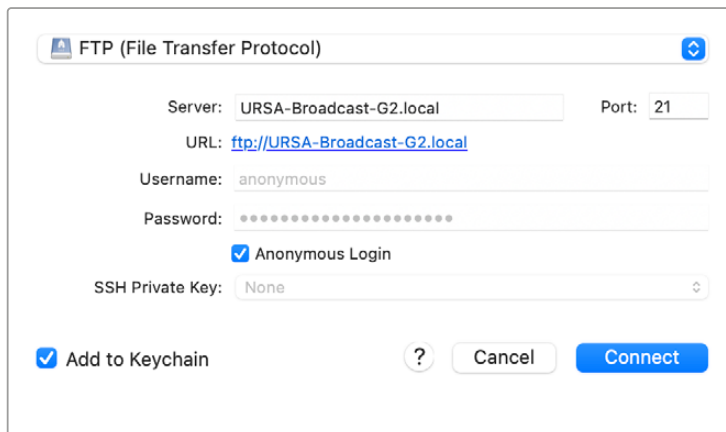 FTP (File Transfer Protocol)
Server: URSA-Broadcast-G2.local Port: 21
URL: ftp://URSA-Broadcast-G2.local
Username: anonymous
Password: •••••••••••••••••••••
Anonymous Login
SSH Private Key: None
Add to Keychain ? Cancel Connect